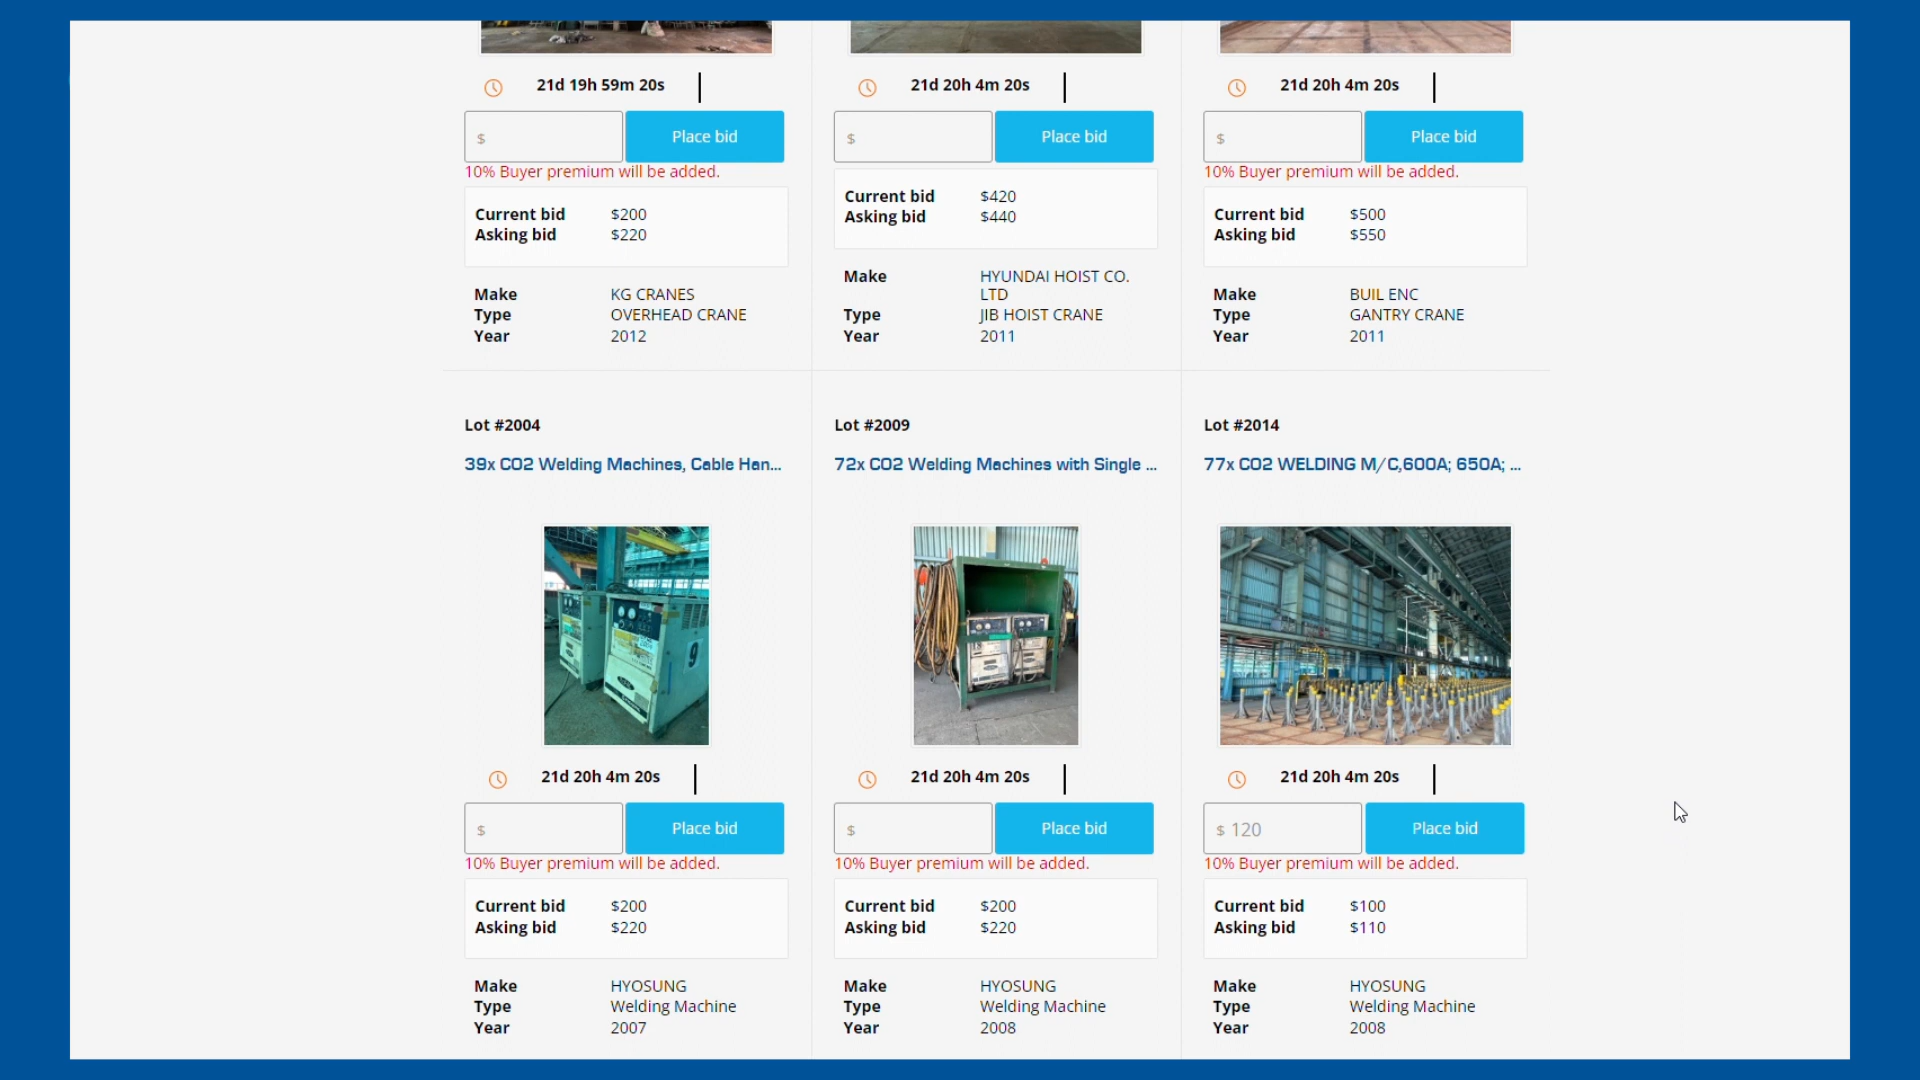 21d 19h 59m 20s
$
Place bid
10% Buyer premium will be added.
Current bid $200
Asking bid $220
Make KG CRANES
Type OVERHEAD CRANE
Year 2012
21d 20h 4m 20s
$
Place bid
Current bid $420
Asking bid $440
Make HYUNDAI HOIST CO.
LTD
Type JIB HOIST CRANE
Year 2011
21d 20h 4m 20s
$
Place bid
10% Buyer premium will be added.
Current bid $500
Asking bid $550
Make BUIL ENC
Type GANTRY CRANE
Year 2011
Lot #2004
39x CO2 Welding Machines, Cable Han...
9
21d 20h 4m 20s
$
Place bid
10% Buyer premium will be added.
Current bid $200
Asking bid $220
Make HYOSUNG
Type Welding Machine
Year 2007
Lot #2009
72x CO2 Welding Machines with Single ...
21d 20h 4m 20s
$
Place bid
10% Buyer premium will be added.
Current bid $200
Asking bid $220
Make HYOSUNG
Type Welding Machine
Year 2008
Lot #2014
77x CO2 WELDING M/C,600A; 650A; ...
21d 20h 4m 20s
$ 120
Place bid
10% Buyer premium will be added.
Current bid $100
Asking bid $110
Make HYOSUNG
Type Welding Machine
Year 2008